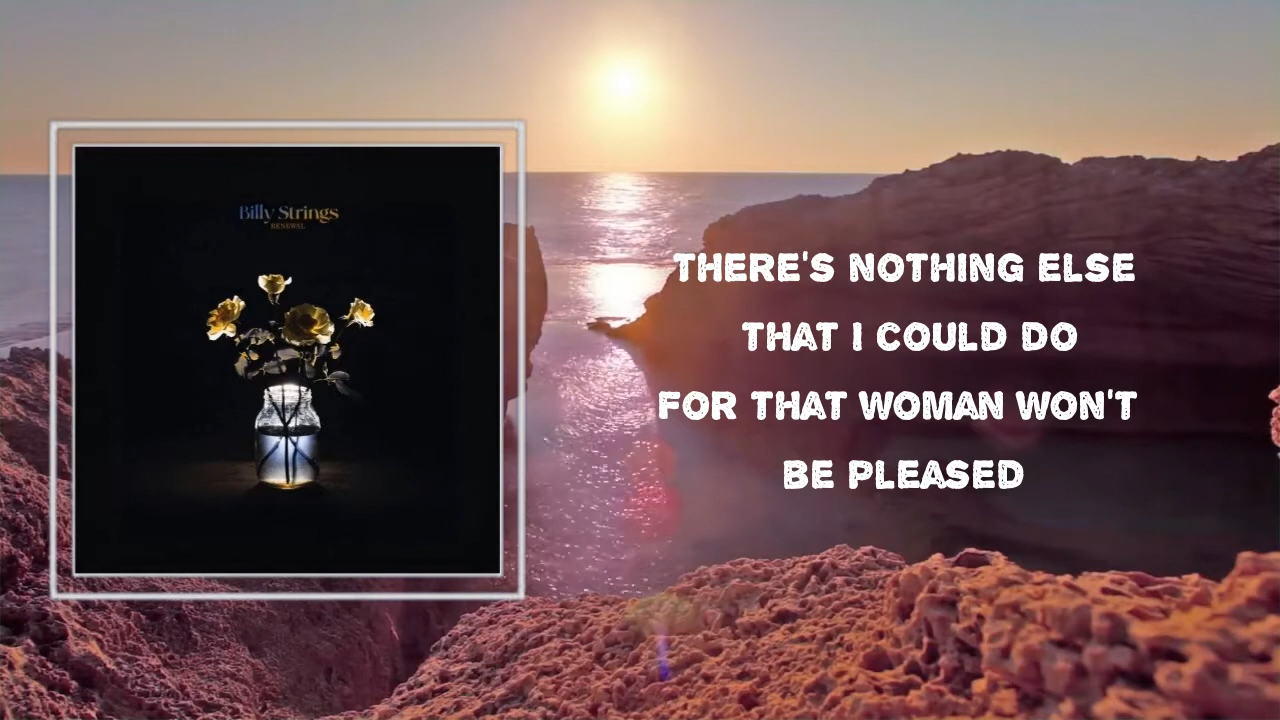 Billy Strings
RENEWAL
THERE'S NOTHING ELSE
THAT I COULD DO
FOR THAT WOMAN WON'T
BE PLEASED